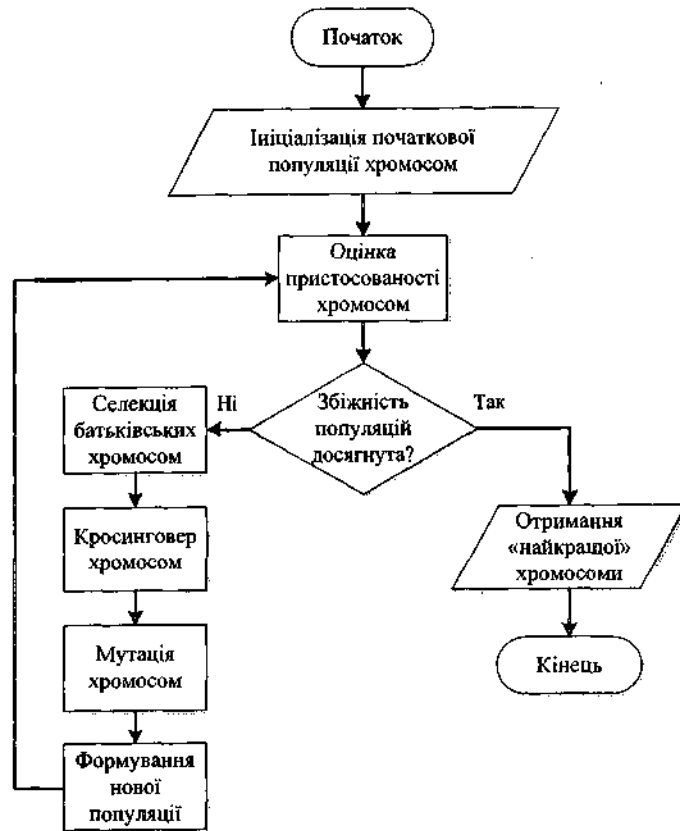 Початок
Ініціалізація початкової
популяції хромосом
Оцінка
пристосованості
хромосом
Збіжність
популяцій
досягнута?
Ні
Так
Селекція
батьківських
хромосом
Кросинговер
хромосом
Мутація
хромосом
Формування
нової
популяції
Отримання
«найкращої»
хромосоми
Кінець